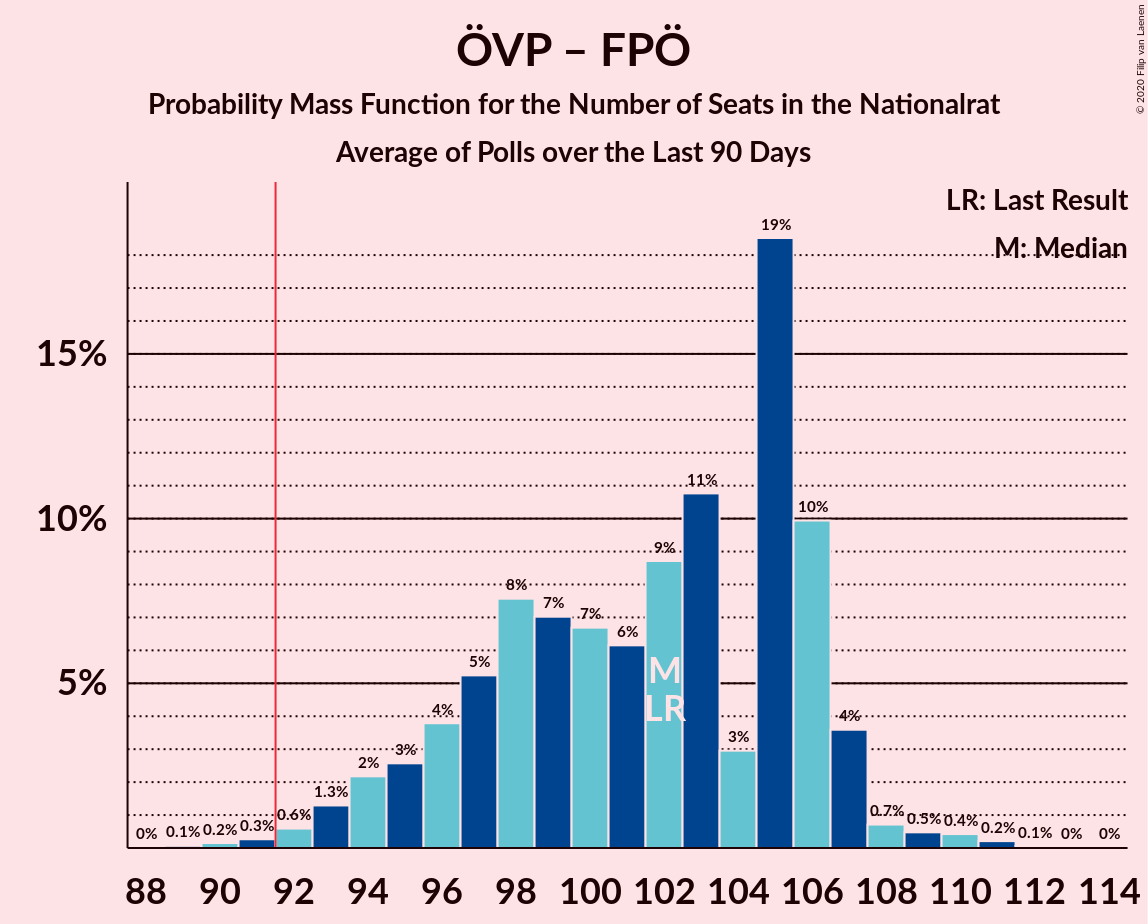 ÖVP – FPÖ
Probability Mass Function for the Number of Seats in the Nationalrat
Average of Polls over the Last 90 Days
© 2020 Filip van Laenen
LR: Last Result
M: Median
19%
15%
11%
10%
10%
9%
8%
7%
7%
6%
5%
5%
M
LR
4%
4%
3%
3%
2%
1.3%
0% 0.1% 0.2% 0.3% 0.6% 0.7% 0.5% 0.4% 0.2% 0.1% 0% 0%
88 90 92 94 96 98 100 102 104 106 108 110 112 114